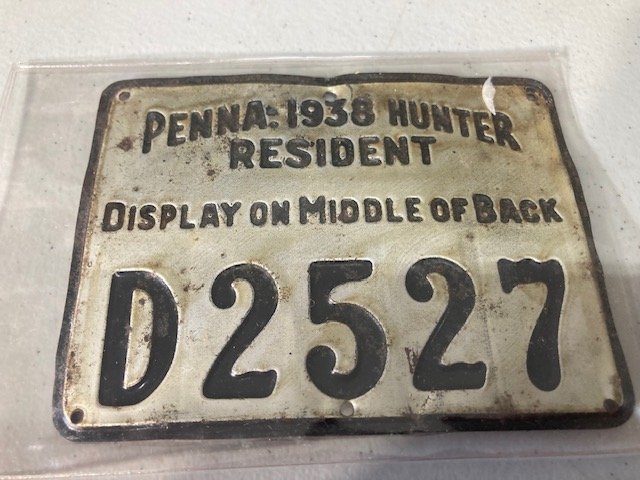 PENNA: 1938 HUNTER
RESIDENT
DISPLAY ON MIDDLE OF BACK
D2527